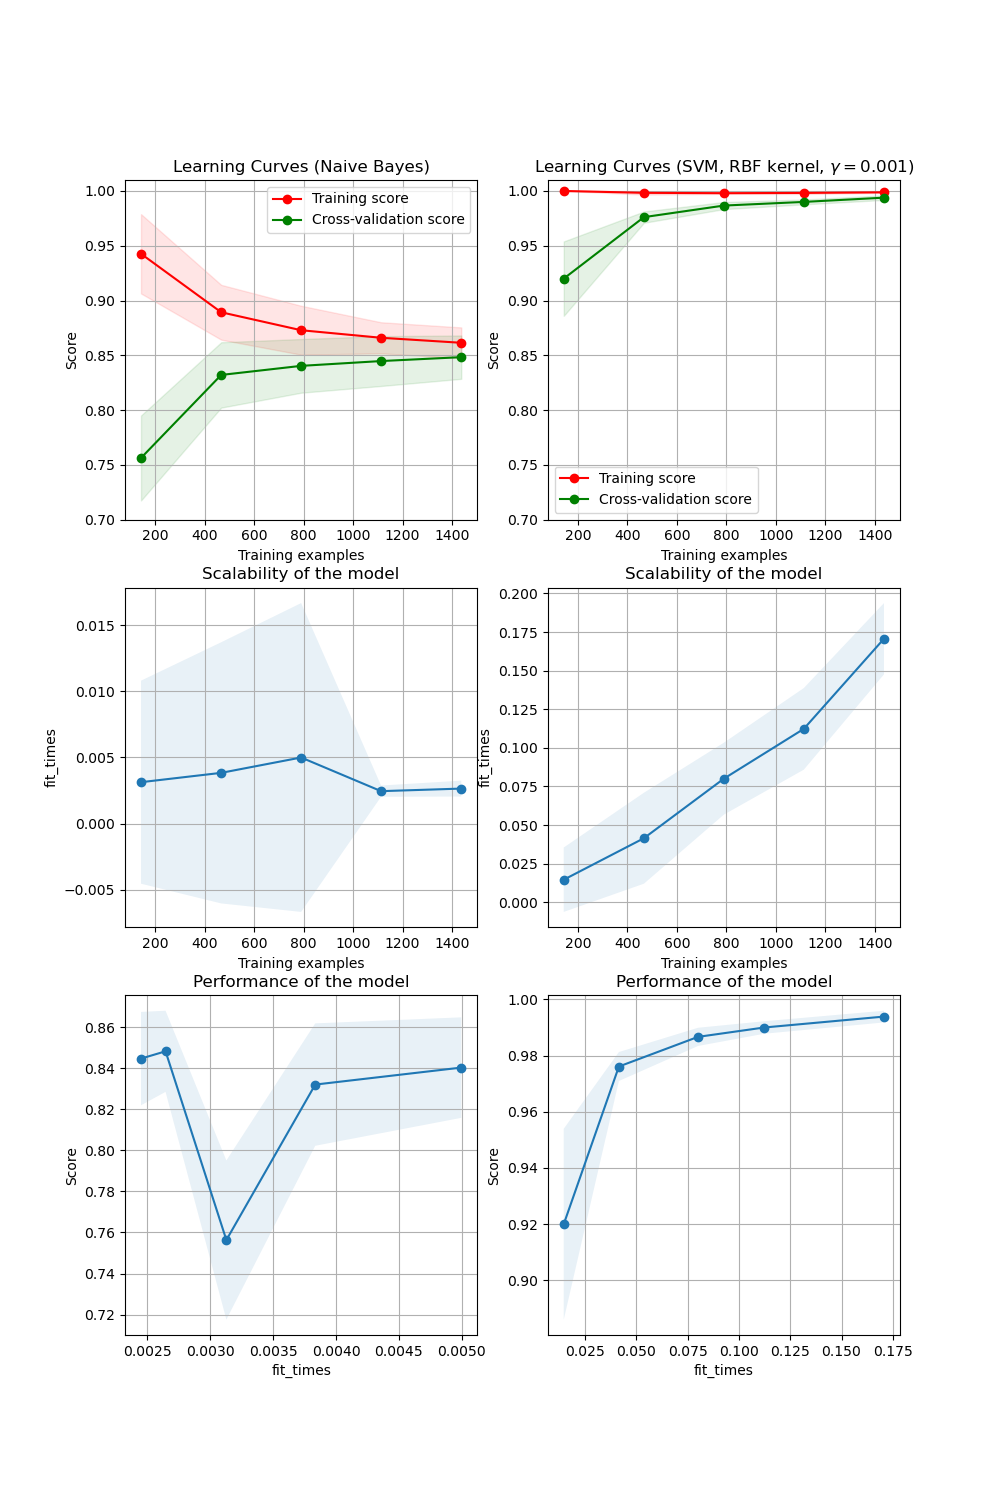 Learning Curves (Naive Bayes)
1.00
0.95
0.90
0.85
0.80
0.75
0.70
Score
Training score
Cross-validation score
200 400 600 800 1000 1200 1400
Training examples
Learning Curves (SVM, RBF kernel, γ = 0.001)
1.00
0.95
0.90
0.85
0.80
0.75
0.70
Score
Training score
Cross-validation score
200 400 600 800 1000 1200 1400
Training examples
Scalability of the model
0.015
0.010
0.005
0.000
−0.005
fit_times
200 400 600 800 1000 1200 1400
Training examples
Scalability of the model
0.200
0.175
0.150
0.125
0.100
0.075
0.050
0.025
0.000
fit_times
200 400 600 800 1000 1200 1400
Training examples
Performance of the model
0.86
0.84
0.82
0.80
0.78
0.76
0.74
0.72
Score
0.0025 0.0030 0.0035 0.0040 0.0045 0.0050
fit_times
Performance of the model
1.00
0.98
0.96
0.94
0.92
0.90
Score
0.025 0.050 0.075 0.100 0.125 0.150 0.175
fit_times